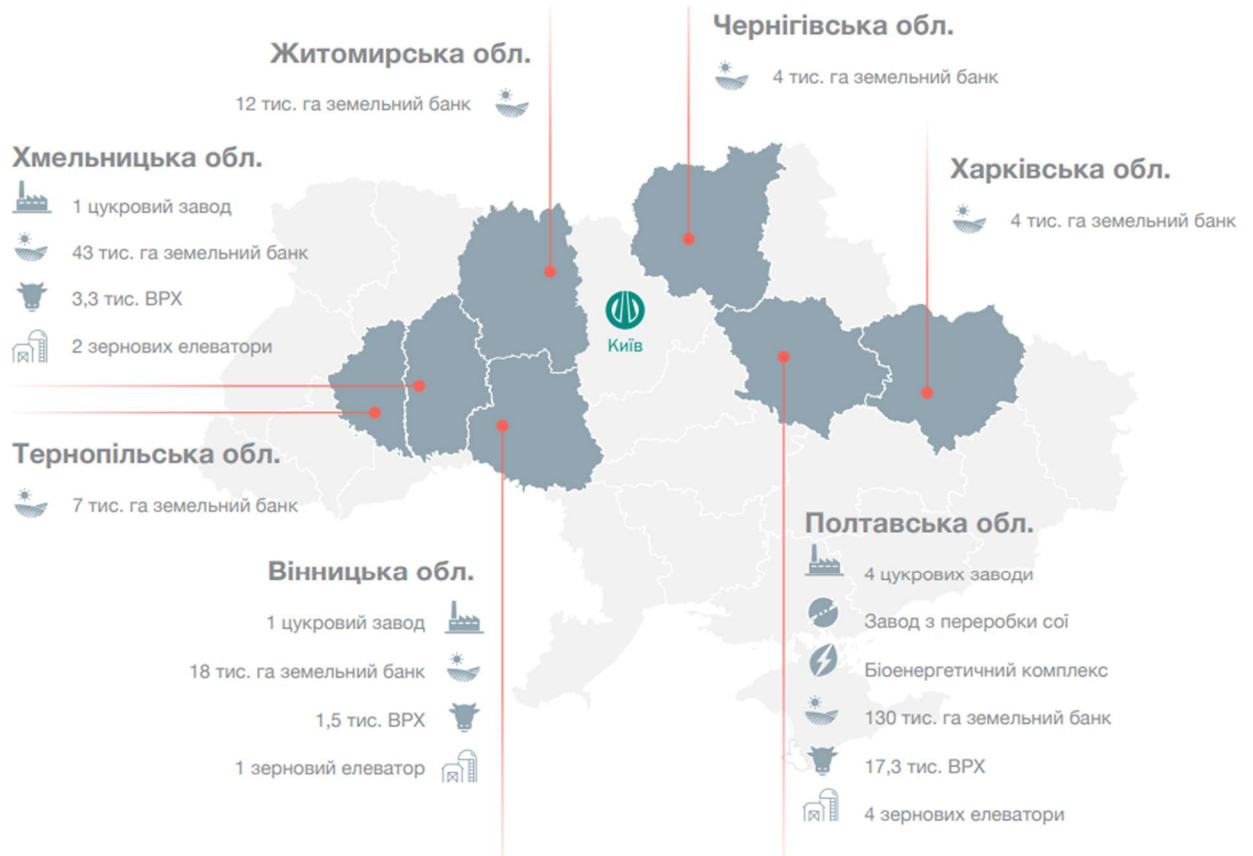 Житомирська обл.
12 тис. га земельний банк
Чернігівська обл.
4 тис. га земельний банк
Хмельницька обл.
1 цукровий завод
43 тис. га земельний банк
3,3 тис. ВРХ
2 зернових елеватори
Харківська обл.
4 тис. га земельний банк
Київ
Тернопільська обл.
7 тис. га земельний банк
Вінницька обл.
1 цукровий завод
18 тис. га земельний банк
1,5 тис. ВРХ
1 зерновий елеватор
Полтавська обл.
4 цукрових заводи
Завод з переробки сої
Біоенергетичний комплекс
130 тис. га земельний банк
17,3 тис. ВРХ
4 зернових елеватори